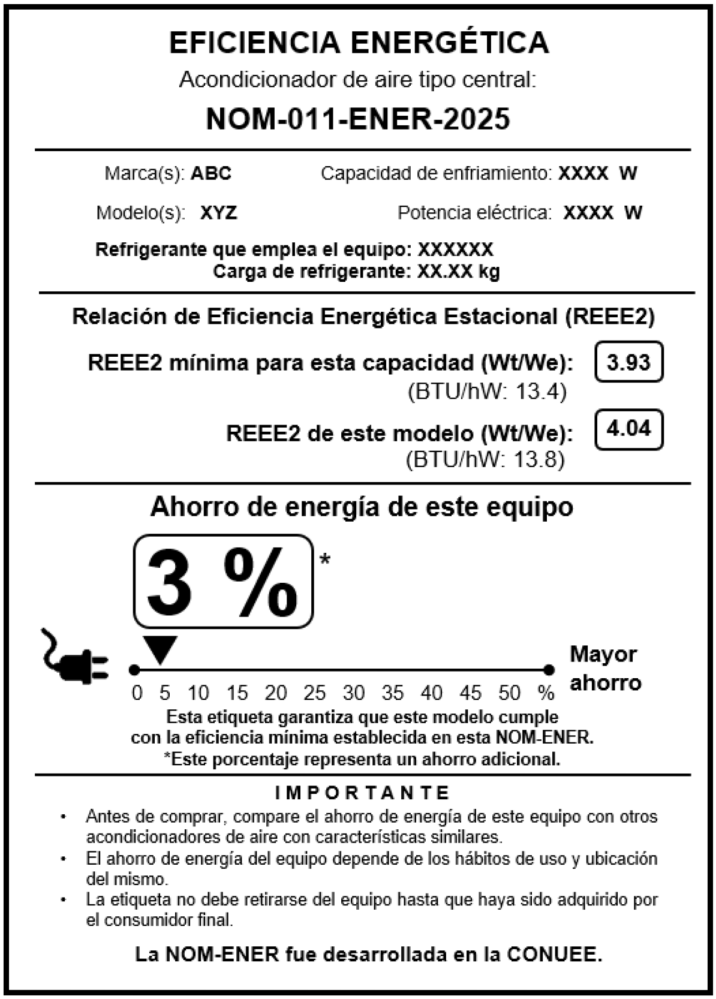 EFICIENCIA ENERGÉTICA
Acondicionador de aire tipo central:
NOM-011-ENER-2025
Marca(s): ABC Capacidad de enfriamiento: XXXX W
Modelo(s): XYZ Potencia eléctrica: XXXX W
Refrigerante que emplea el equipo: XXXXXX
Carga de refrigerante: XX.XX kg
Relación de Eficiencia Energética Estacional (REEE2)
REEE2 mínima para esta capacidad (Wt/We): 3.93
(BTU/hW: 13.4)
REEE2 de este modelo (Wt/We): 4.04
(BTU/hW: 13.8)
Ahorro de energía de este equipo
3 % *
Mayor
ahorro
0 5 10 15 20 25 30 35 40 45 50 %
Esta etiqueta garantiza que este modelo cumple
con la eficiencia mínima establecida en esta NOM-ENER.
*Este porcentaje representa un ahorro adicional.
IMPORTANTE
• Antes de comprar, compare el ahorro de energía de este equipo con otros
acondicionadores de aire con características similares.
• El ahorro de energía del equipo depende de los hábitos de uso y ubicación
del mismo.
• La etiqueta no debe retirarse del equipo hasta que haya sido adquirido por
el consumidor final.
La NOM-ENER fue desarrollada en la CONUEE.